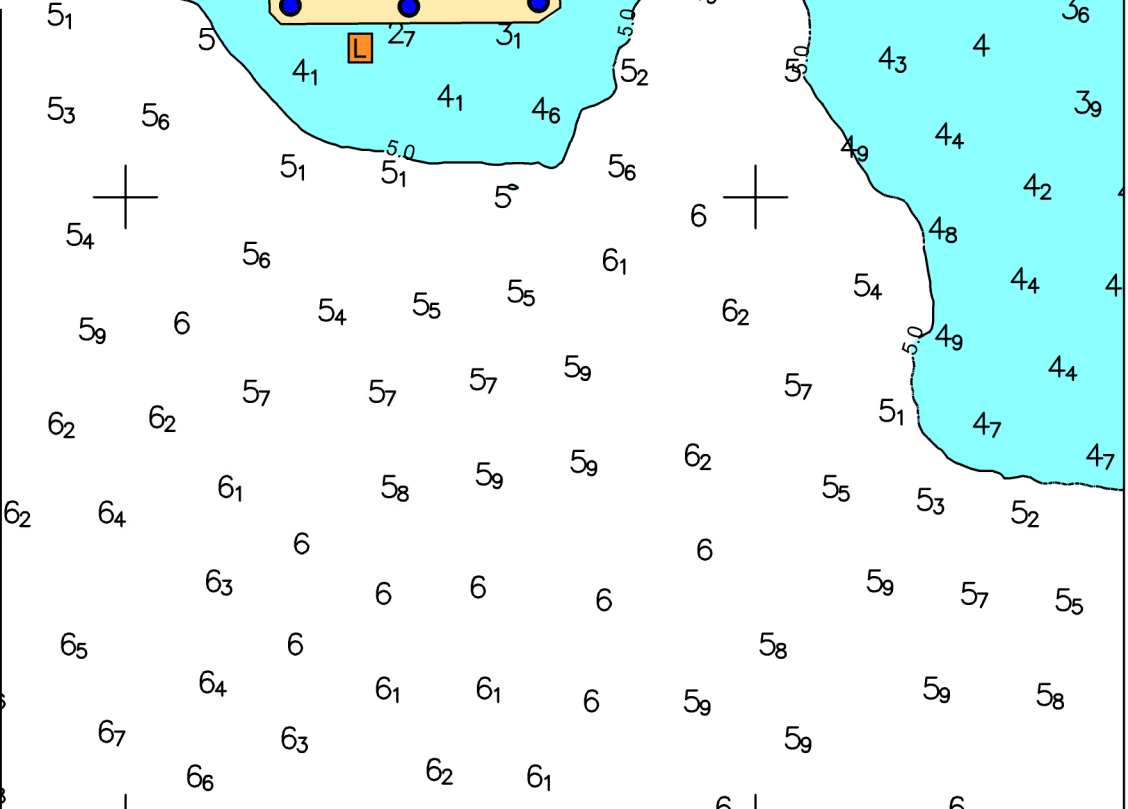 5₁ 3₆
5 2₇ 3₁ 5.0 4₃ 4
L
4₁ 5₂ 5 5.0
5₃ 5₆ 4₁ 4₆ 3₉
5.0 4₉ 4₄
5₁ 5₁ 5₆
5 6 4₂
5₄ 5₆ 6₁ 4₈
5₄ 5₅ 5₅ 6₂ 5₄ 4₄ 4
5₉ 6 5.0 4₉
5₇ 5₇ 5₇ 5₉ 5₇ 4₄
6₂ 6₂ 5₁ 4₇
5₉ 6₂ 4₇
6₁ 5₈ 5₉ 5₅ 5₃
6₂ 6₄ 5₂
6 6
6₃ 6 6 6 5₉ 5₇ 5₅
6₅ 6 5₈
6₄ 6₁ 6₁ 6 5₉ 5₉ 5₈
6₇ 6₃ 5₉
6₆ 6₂ 6₁
6 6